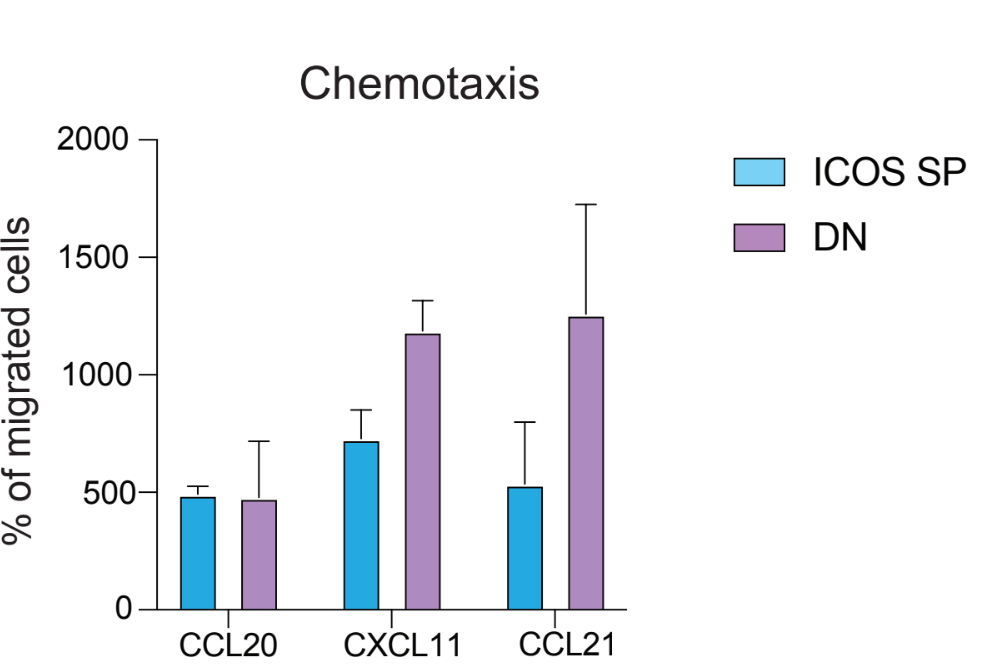 Chemotaxis
2000
1500
1000
500
0
% of migrated cells
CCL20 CXCL11 CCL21
ICOS SP
DN